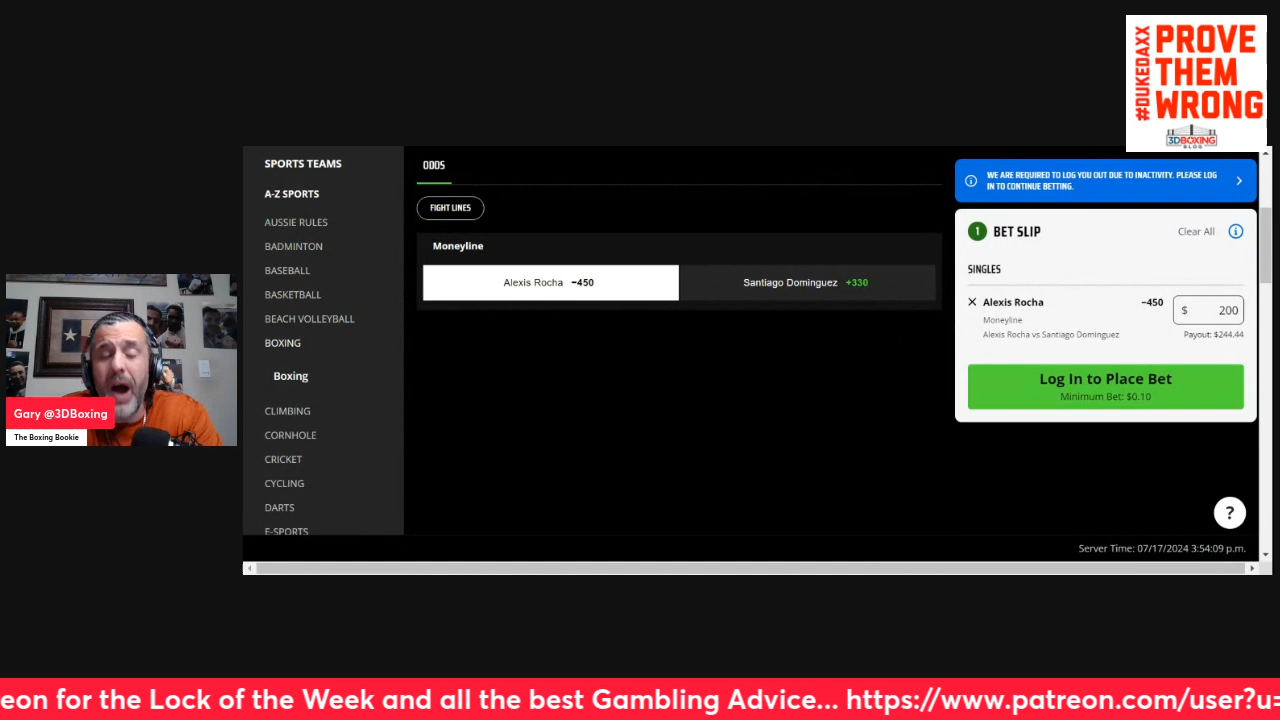 #DUKEDAXX
PROVE
THEM
WRONG
3DBOXING
BLOG
SPORTS TEAMS
A-Z SPORTS
AUSSIE RULES
BADMINTON
BASEBALL
BASKETBALL
BEACH VOLLEYBALL
BOXING
Boxing
CLIMBING
CORNHOLE
CRICKET
CYCLING
DARTS
E-SPORTS
ODDS
FIGHT LINES
Moneyline
Alexis Rocha −450
Santiago Dominguez +330
WE ARE REQUIRED TO LOG YOU OUT DUE TO INACTIVITY. PLEASE LOG
IN TO CONTINUE BETTING.
1 BET SLIP Clear All
SINGLES
Alexis Rocha −450 $ 200
Moneyline
Alexis Rocha vs Santiago Dominguez Payout: $244.44
Log In to Place Bet
Minimum Bet: $0.10
?
Server Time: 07/17/2024 3:54:09 p.m.
Gary @3DBoxing
The Boxing Bookie
eon for the Lock of the Week and all the best Gambling Advice... https://www.patreon.com/user?u=